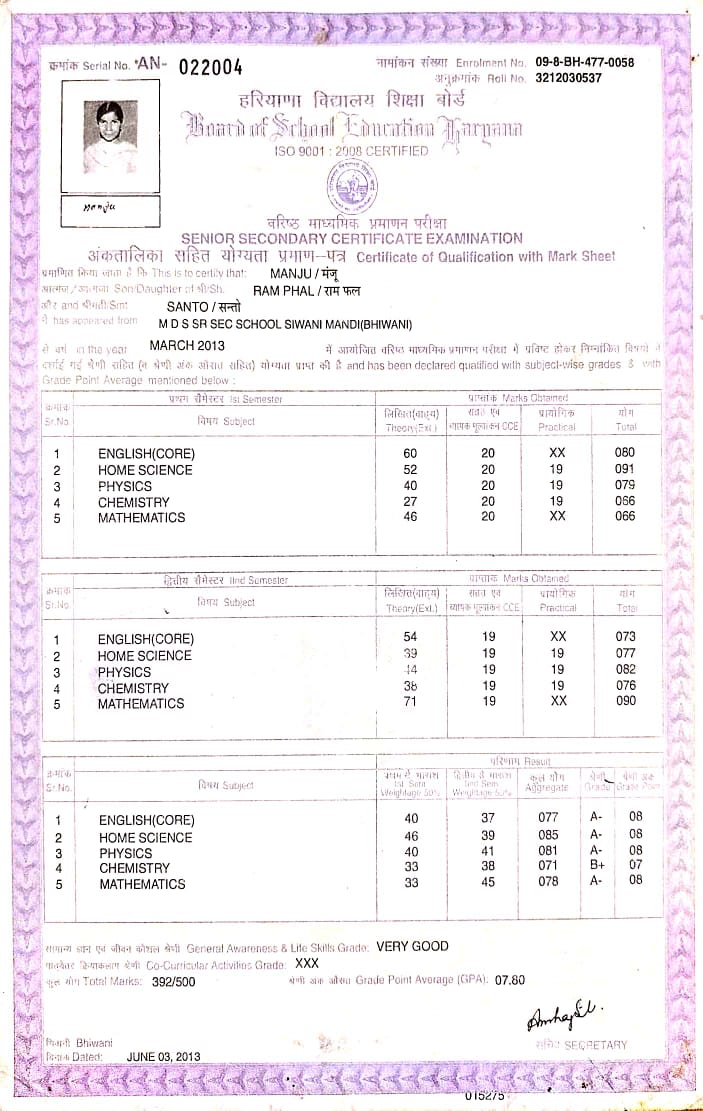 क्रमांक Serial No. *AN- 022004
नामांकन संख्या Enrolment No. 09-8-BH-477-0058
अनुक्रमांक Roll No. 3212030537
हरियाणा विद्यालय शिक्षा बोर्ड
Board of School Education Haryana
ISO 9001 : 2008 CERTIFIED
Manju
वरिष्ठ माध्यमिक प्रमाणन परीक्षा
SENIOR SECONDARY CERTIFICATE EXAMINATION
अंकतालिका सहित योग्यता प्रमाण-पत्र Certificate of Qualification with Mark Sheet
प्रमाणित किया जाता है कि This is to certify that: MANJU / मंजू
आत्मज/आत्मजा Son/Daughter of श्री/Sh. RAM PHAL / राम फल
और and श्रीमती/Smt SANTO / सन्तो
ने has appeared from M D S SR SEC SCHOOL SIWANI MANDI(BHIWANI)
से वर्ष in the year MARCH 2013 में आयोजित वरिष्ठ माध्यमिक प्रमाणन परीक्षा में प्रविष्ट होकर निम्नांकित विषयों में
दर्शाई गई श्रेणी सहित (व श्रेणी अंक औसत सहित) योग्यता प्राप्त की है and has been declared qualified with subject-wise grades & with
Grade Point Average mentioned below :
क्रमांक Sr.No. प्रथम सैमेस्टर Ist Semester प्राप्तांक Marks Obtained
विषय Subject लिखित(वाह्य) Theory(Ext.) सतत एवं व्यापक मूल्यांकन CCE प्रायोगिक Practical योग Total
1 ENGLISH(CORE) 60 20 XX 080
2 HOME SCIENCE 52 20 19 091
3 PHYSICS 40 20 19 079
4 CHEMISTRY 27 20 19 066
5 MATHEMATICS 46 20 XX 066
क्रमांक Sr.No. द्वितीय सैमेस्टर IInd Semester प्राप्तांक Marks Obtained
विषय Subject लिखित(वाह्य) Theory(Ext.) सतत एवं व्यापक मूल्यांकन CCE प्रायोगिक Practical योग Total
1 ENGLISH(CORE) 54 19 XX 073
2 HOME SCIENCE 39 19 19 077
3 PHYSICS 44 19 19 082
4 CHEMISTRY 38 19 19 076
5 MATHEMATICS 71 19 XX 090
परिणाम Result
क्रमांक Sr.No. विषय Subject Ist Sem Weightage 50% IInd Sem Weightage 50% कुल योग Aggregate श्रेणी Grade श्रेणी अंक Grade Point
1 ENGLISH(CORE) 40 37 077 A- 08
2 HOME SCIENCE 46 39 085 A- 08
3 PHYSICS 40 41 081 A- 08
4 CHEMISTRY 33 38 071 B+ 07
5 MATHEMATICS 33 45 078 A- 08
सामान्य ज्ञान एवं जीवन कौशल श्रेणी General Awareness & Life Skills Grade: VERY GOOD
पाठ्येतर क्रियाकलाप श्रेणी Co-Curricular Activities Grade: XXX
कुल योग Total Marks: 392/500 श्रेणी अंक औसत Grade Point Average (GPA): 07.80
भिवानी Bhiwani
दिनांक Dated: JUNE 03, 2013
सचिव SECRETARY
015275